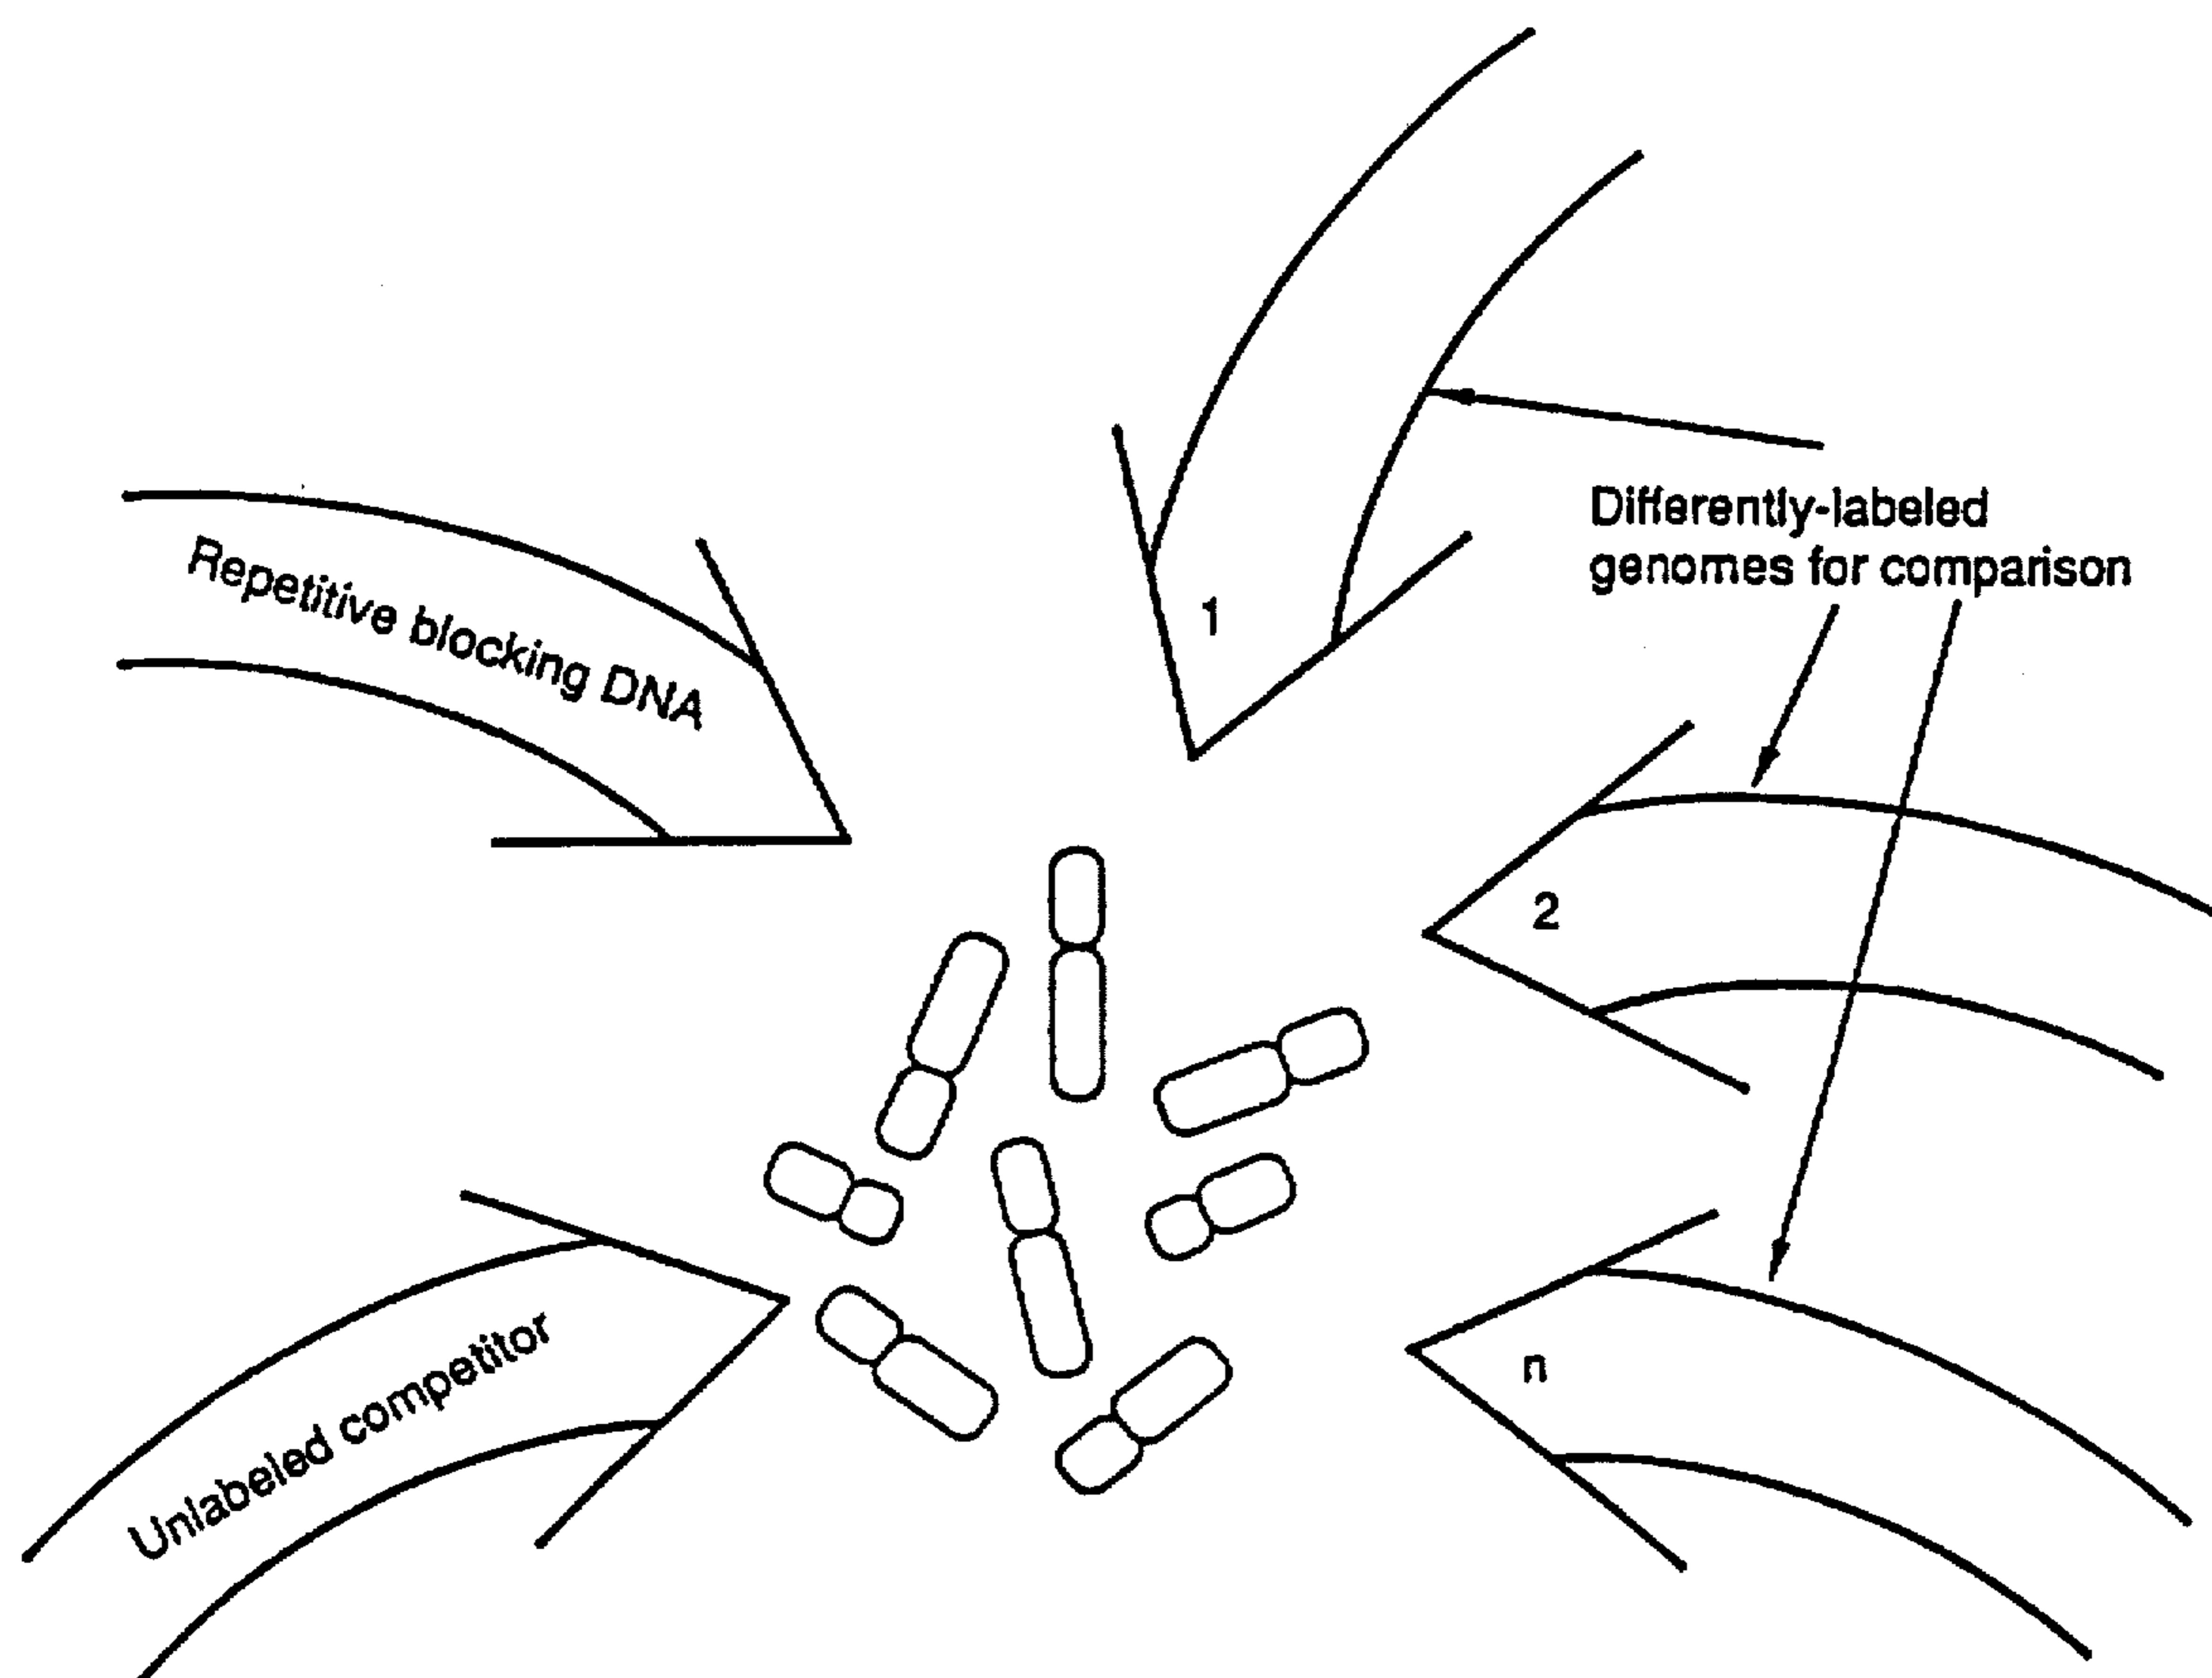 1
Differently-labeled
genomes for comparison
Repetitive blocking DNA
2
Unlabeled competitor
n